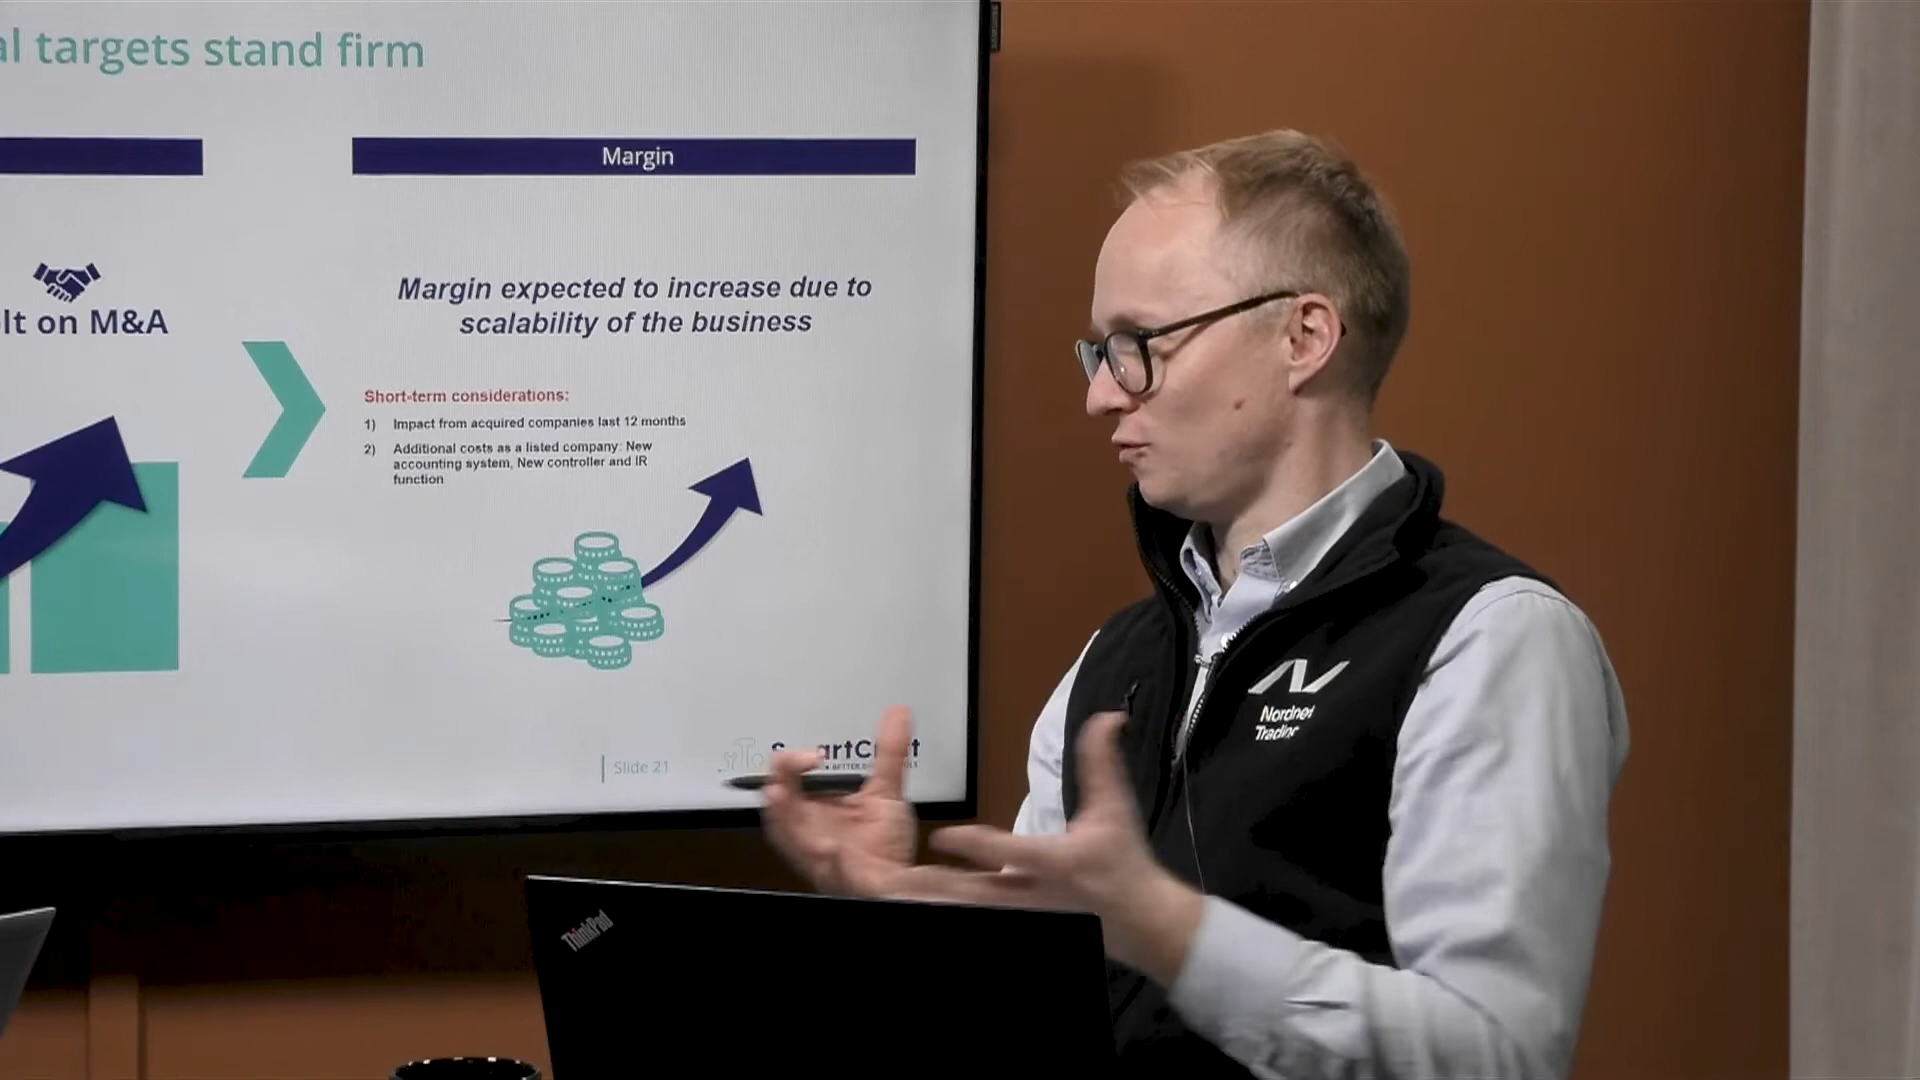 al targets stand firm
Margin
lt on M&A
Margin expected to increase due to
scalability of the business
Short-term considerations:
1) Impact from acquired companies last 12 months
2) Additional costs as a listed company: New
accounting system, New controller and IR
function
Slide 21
Nordnet
Trading
ThinkPad